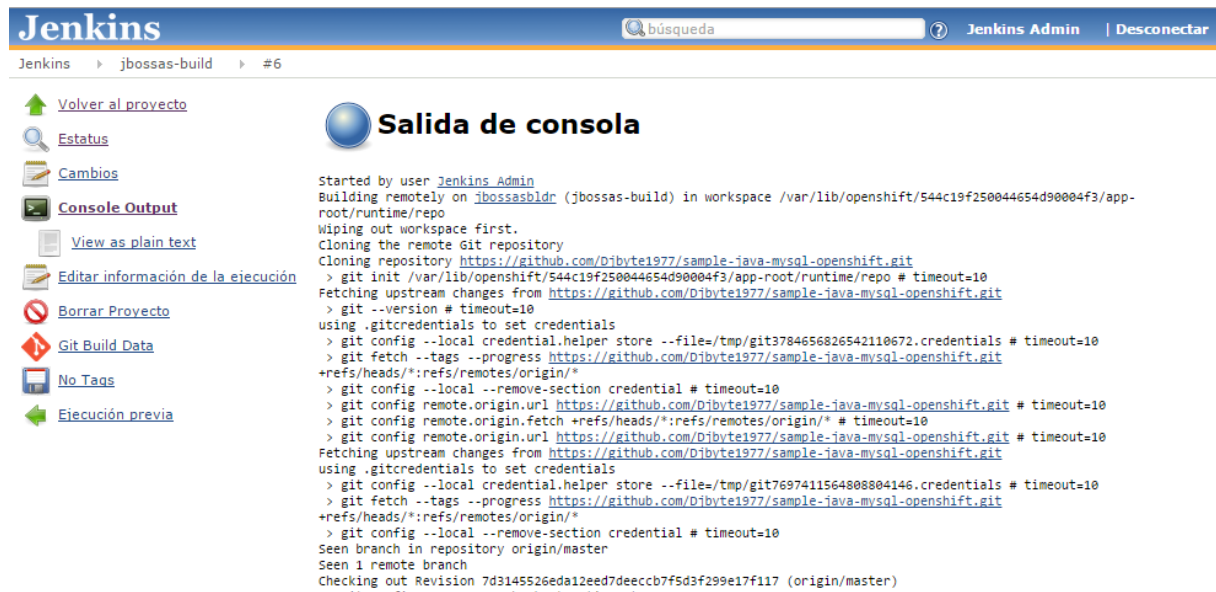 Jenkins
búsqueda
? Jenkins Admin | Desconectar
Jenkins jbossas-build #6
Volver al proyecto
Estatus
Cambios
Console Output
View as plain text
Editar información de la ejecución
Borrar Proyecto
Git Build Data
No Tags
Ejecución previa
Salida de consola
Started by user Jenkins Admin
Building remotely on jbossasbldr (jbossas-build) in workspace /var/lib/openshift/544c19f250044654d90004f3/app-
root/runtime/repo
Wiping out workspace first.
Cloning the remote Git repository
Cloning repository https://github.com/Djbyte1977/sample-java-mysql-openshift.git
> git init /var/lib/openshift/544c19f250044654d90004f3/app-root/runtime/repo # timeout=10
Fetching upstream changes from https://github.com/Djbyte1977/sample-java-mysql-openshift.git
> git --version # timeout=10
using .gitcredentials to set credentials
> git config --local credential.helper store --file=/tmp/git3784656826542110672.credentials # timeout=10
> git fetch --tags --progress https://github.com/Djbyte1977/sample-java-mysql-openshift.git
+refs/heads/*:refs/remotes/origin/*
> git config --local --remove-section credential # timeout=10
> git config remote.origin.url https://github.com/Djbyte1977/sample-java-mysql-openshift.git # timeout=10
> git config remote.origin.fetch +refs/heads/*:refs/remotes/origin/* # timeout=10
> git config remote.origin.url https://github.com/Djbyte1977/sample-java-mysql-openshift.git # timeout=10
Fetching upstream changes from https://github.com/Djbyte1977/sample-java-mysql-openshift.git
using .gitcredentials to set credentials
> git config --local credential.helper store --file=/tmp/git7697411564808804146.credentials # timeout=10
> git fetch --tags --progress https://github.com/Djbyte1977/sample-java-mysql-openshift.git
+refs/heads/*:refs/remotes/origin/*
> git config --local --remove-section credential # timeout=10
Seen branch in repository origin/master
Seen 1 remote branch
Checking out Revision 7d3145526eda12eed7deeccb7f5d3f299e17f117 (origin/master)